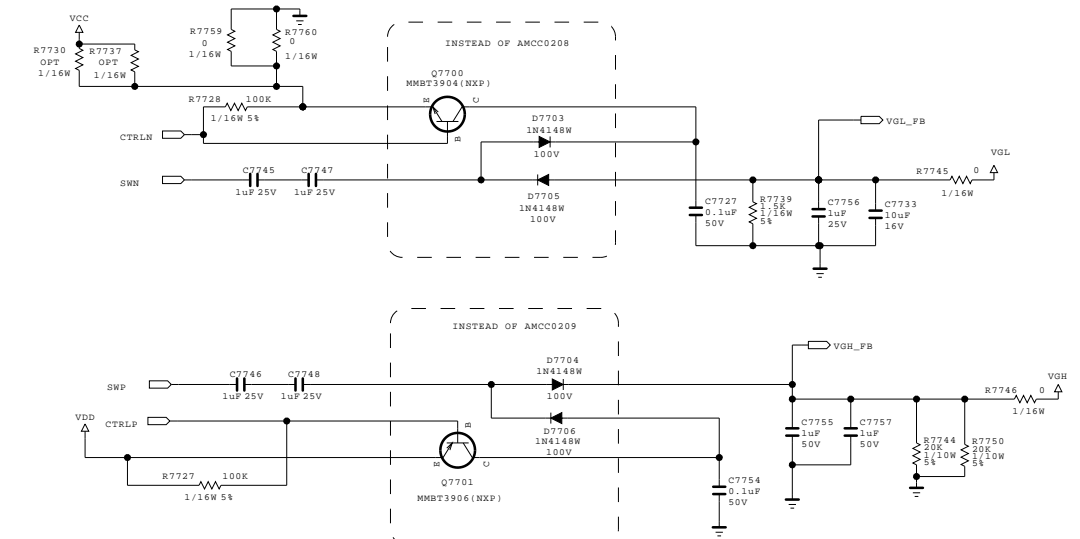 VCC
R7730
OPT
1/16W
R7737
OPT
1/16W
R7759
0
1/16W
R7760
0
1/16W
INSTEAD OF AMCC0208
Q7700
MMBT3904(NXP)
E
C
B
R7728 100K
1/16W 5%
CTRLN
D7703
1N4148W
100V
VGL_FB
VGL
SWN
C7745
1uF 25V
C7747
1uF 25V
D7705
1N4148W
100V
C7727
0.1uF
50V
R7739
1.5K
1/16W
5%
C7756
1uF
25V
C7733
10uF
16V
R7745 0
1/16W
INSTEAD OF AMCC0209
SWP
C7746
1uF 25V
C7748
1uF 25V
D7704
1N4148W
100V
VGH_FB
VGH
R7746 0
1/16W
VDD
CTRLP
B
D7706
1N4148W
100V
E
C
Q7701
MMBT3906(NXP)
R7727 100K
1/16W 5%
C7754
0.1uF
50V
C7755
1uF
50V
C7757
1uF
50V
R7744
20K
1/10W
5%
R7750
20K
1/10W
5%